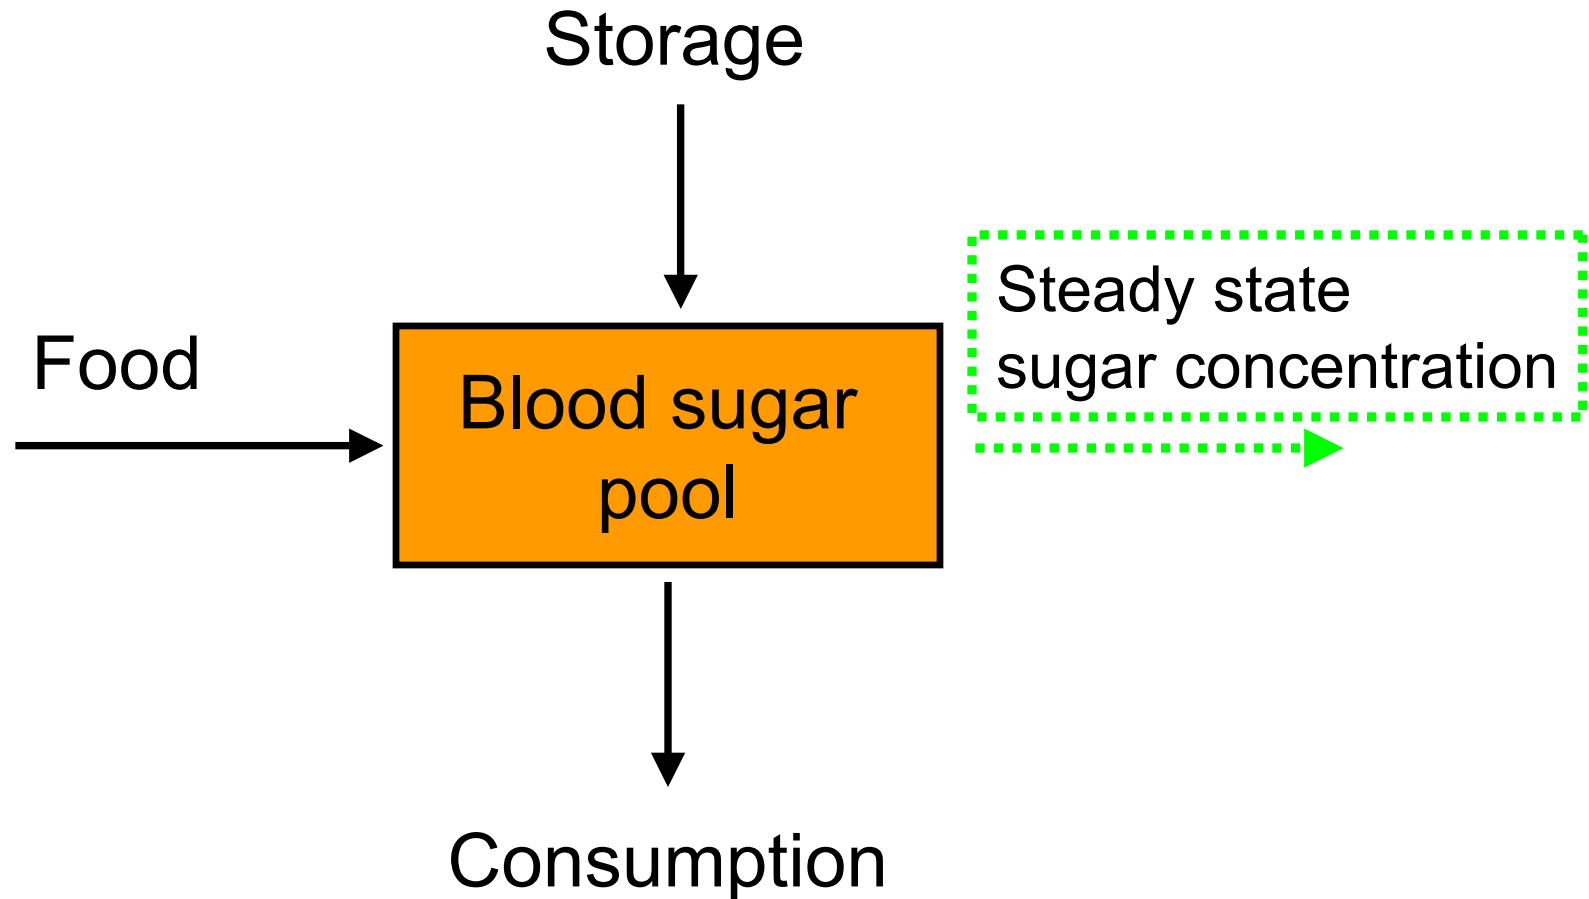 Storage
Food
Blood sugar
pool
Steady state
sugar concentration
Consumption